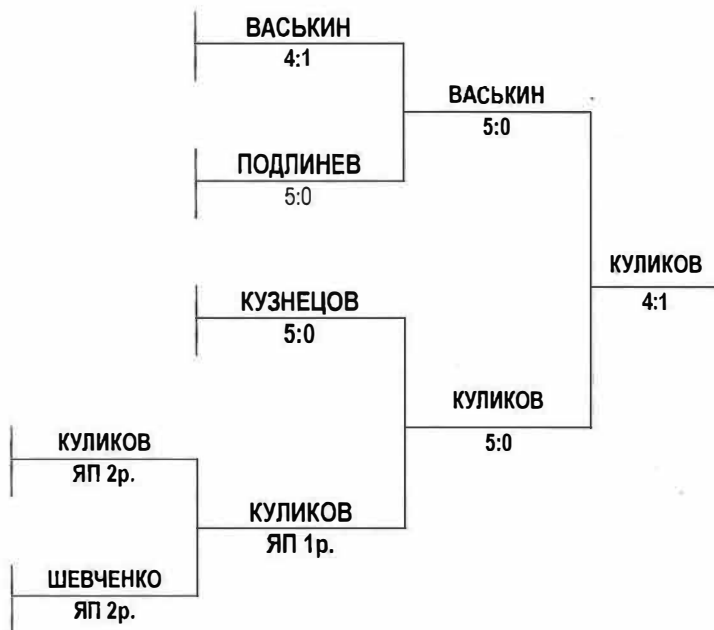 ВАСЬКИН
4:1
ВАСЬКИН
5:0
ПОДЛИНЕВ
5:0
КУЛИКОВ
4:1
КУЗНЕЦОВ
5:0
КУЛИКОВ
5:0
КУЛИКОВ
ЯП 2р.
КУЛИКОВ
ЯП 1р.
ШЕВЧЕНКО
ЯП 2р.